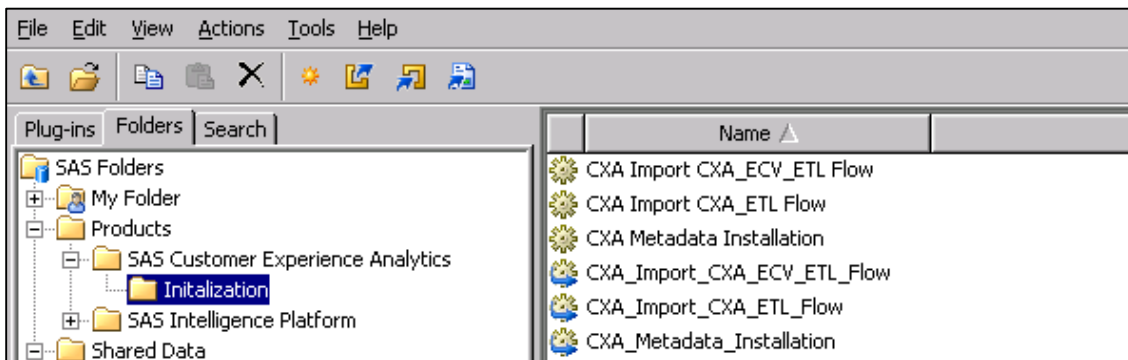 File Edit View Actions Tools Help
Plug-ins Folders Search
SAS Folders
My Folder
Products
SAS Customer Experience Analytics
Initalization
SAS Intelligence Platform
Shared Data
Name
CXA Import CXA_ECV_ETL Flow
CXA Import CXA_ETL Flow
CXA Metadata Installation
CXA_Import_CXA_ECV_ETL_Flow
CXA_Import_CXA_ETL_Flow
CXA_Metadata_Installation